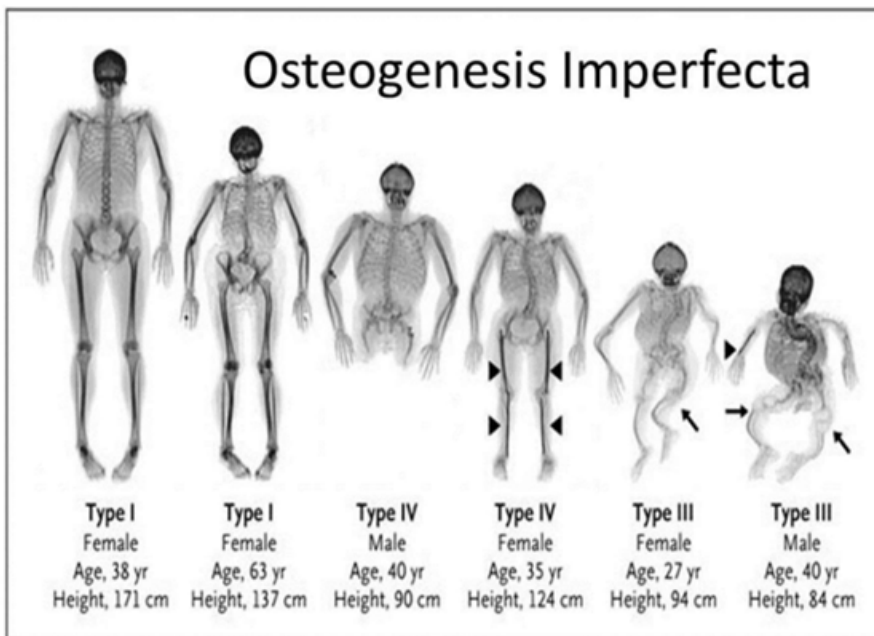 Osteogenesis Imperfecta
Type I
Female
Age, 38 yr
Height, 171 cm
Type I
Female
Age, 63 yr
Height, 137 cm
Type IV
Male
Age, 40 yr
Height, 90 cm
Type IV
Female
Age, 35 yr
Height, 124 cm
Type III
Female
Age, 27 yr
Height, 94 cm
Type III
Male
Age, 40 yr
Height, 84 cm